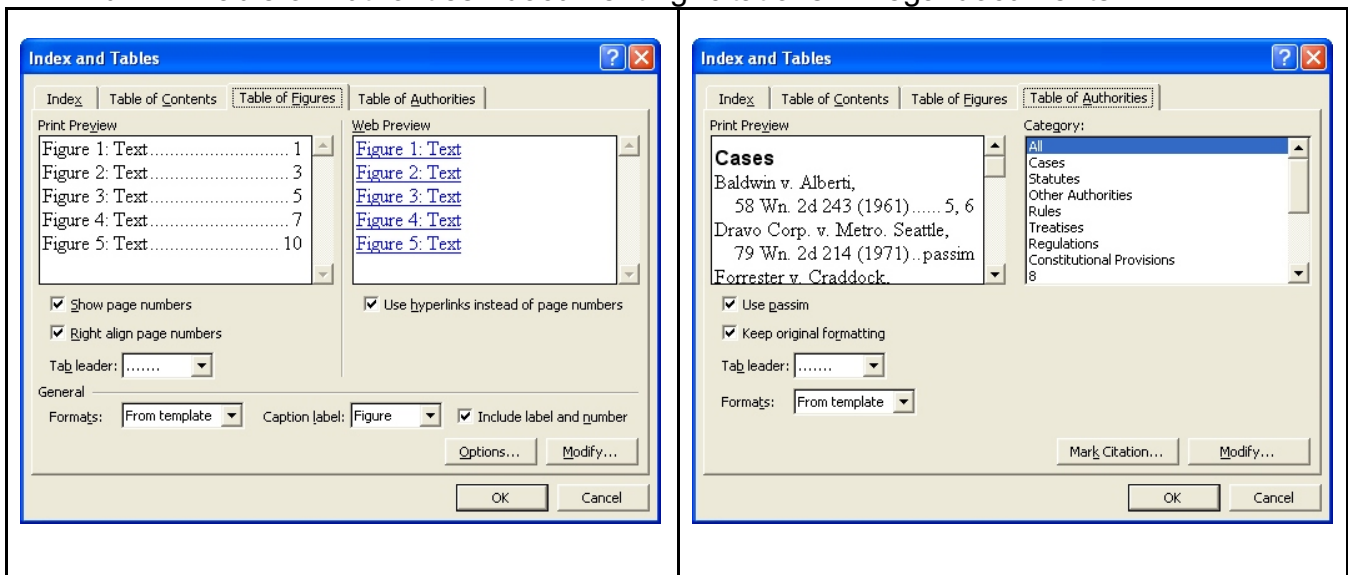 Index and Tables
Index Table of Contents Table of Figures Table of Authorities
Print Preview Web Preview
Figure 1: Text.......................... 1 Figure 1: Text
Figure 2: Text.......................... 3 Figure 2: Text
Figure 3: Text.......................... 5 Figure 3: Text
Figure 4: Text.......................... 7 Figure 4: Text
Figure 5: Text........................ 10 Figure 5: Text
Show page numbers Use hyperlinks instead of page numbers
Right align page numbers
Tab leader: .......
General
Formats: From template Caption label: Figure Include label and number
Options... Modify...
OK Cancel
Index and Tables
Index Table of Contents Table of Figures Table of Authorities
Print Preview Category:
Cases
Baldwin v. Alberti,
58 Wn. 2d 243 (1961)...... 5, 6
Dravo Corp. v. Metro. Seattle,
79 Wn. 2d 214 (1971)..passim
Forrester v. Craddock,
All
Cases
Statutes
Other Authorities
Rules
Treatises
Regulations
Constitutional Provisions
8
Use passim
Keep original formatting
Tab leader: .......
Formats: From template
Mark Citation... Modify...
OK Cancel